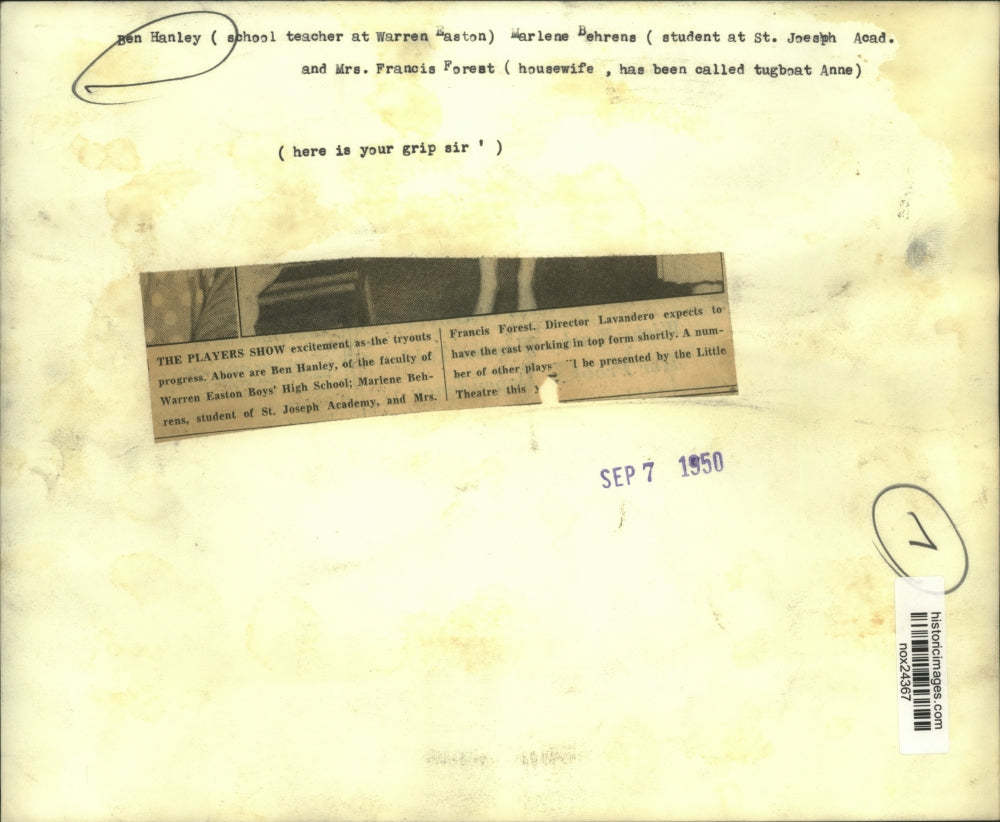 Ben Hanley ( school teacher at Warren Easton) Marlene Behrens ( student at St. Joesph Acad.
and Mrs. Francis Forest ( housewife , has been called tugboat Anne)
( here is your grip sir ' )
THE PLAYERS SHOW excitement as the tryouts
progress. Above are Ben Hanley, of the faculty of
Warren Easton Boys' High School; Marlene Beh-
rens, student of St. Joseph Academy, and Mrs.
Francis Forest. Director Lavandero expects to
have the cast working in top form shortly. A num-
ber of other plays l be presented by the Little
Theatre this
SEP 7 1950
7
historicimages.com
nox24367